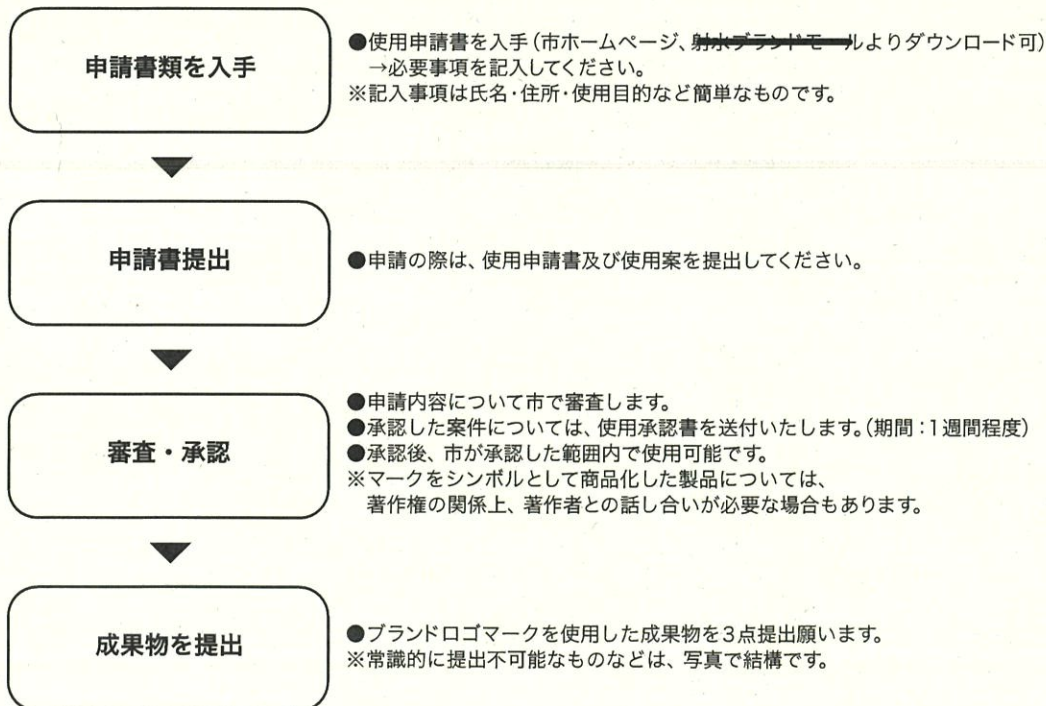 申請書類を入手
●使用申請書を入手(市ホームページ、射水ブランドモールよりダウンロード可)
→必要事項を記入してください。
※記入事項は氏名・住所・使用目的など簡単なものです。
申請書提出
●申請の際は、使用申請書及び使用案を提出してください。
審査・承認
●申請内容について市で審査します。
●承認した案件については、使用承認書を送付いたします。(期間:1週間程度)
●承認後、市が承認した範囲内で使用可能です。
※マークをシンボルとして商品化した製品については、
著作権の関係上、著作者との話し合いが必要な場合もあります。
成果物を提出
●ブランドロゴマークを使用した成果物を3点提出願います。
※常識的に提出不可能なものなどは、写真で結構です。